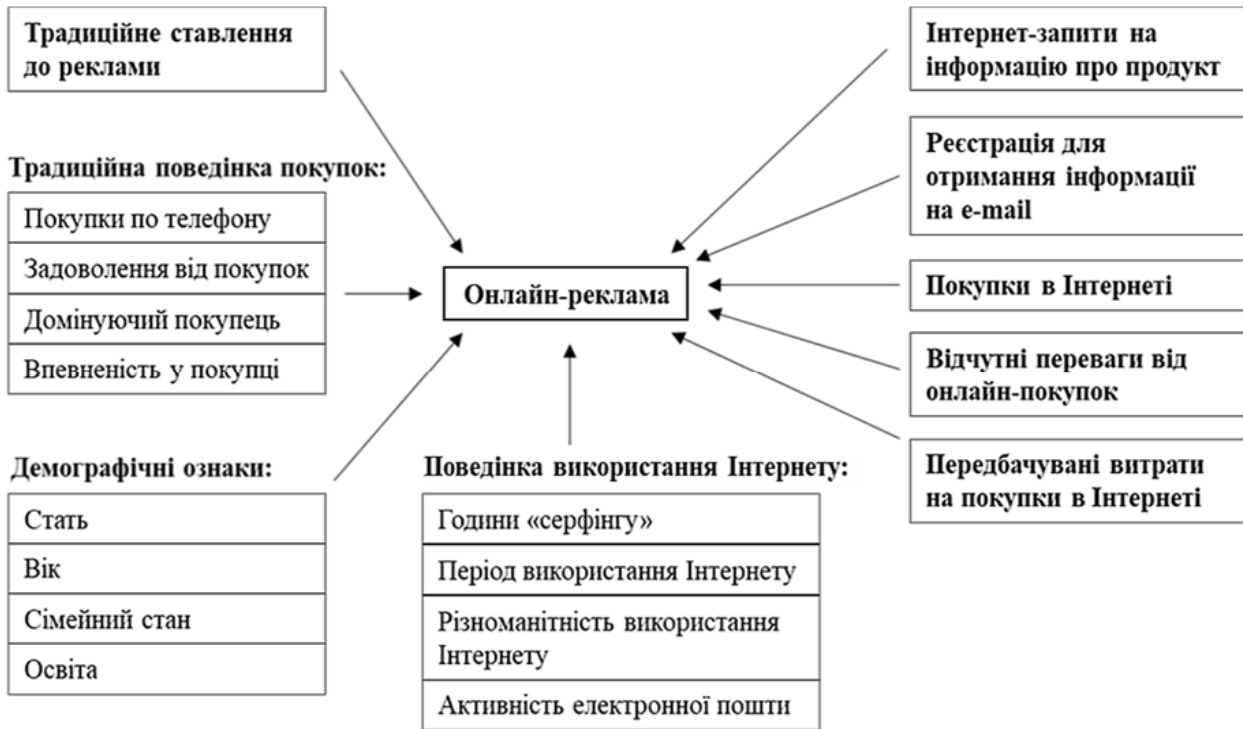 Традиційне ставлення
до реклами
Традиційна поведінка покупок:
Покупки по телефону
Задоволення від покупок
Домінуючий покупець
Впевненість у покупці
Демографічні ознаки:
Стать
Вік
Сімейний стан
Освіта
Онлайн-реклама
Поведінка використання Інтернету:
Години «серфінгу»
Період використання Інтернету
Різноманітність використання
Інтернету
Активність електронної пошти
Інтернет-запити на
інформацію про продукт
Реєстрація для
отримання інформації
на e-mail
Покупки в Інтернеті
Відчутні переваги від
онлайн-покупок
Передбачувані витрати
на покупки в Інтернеті